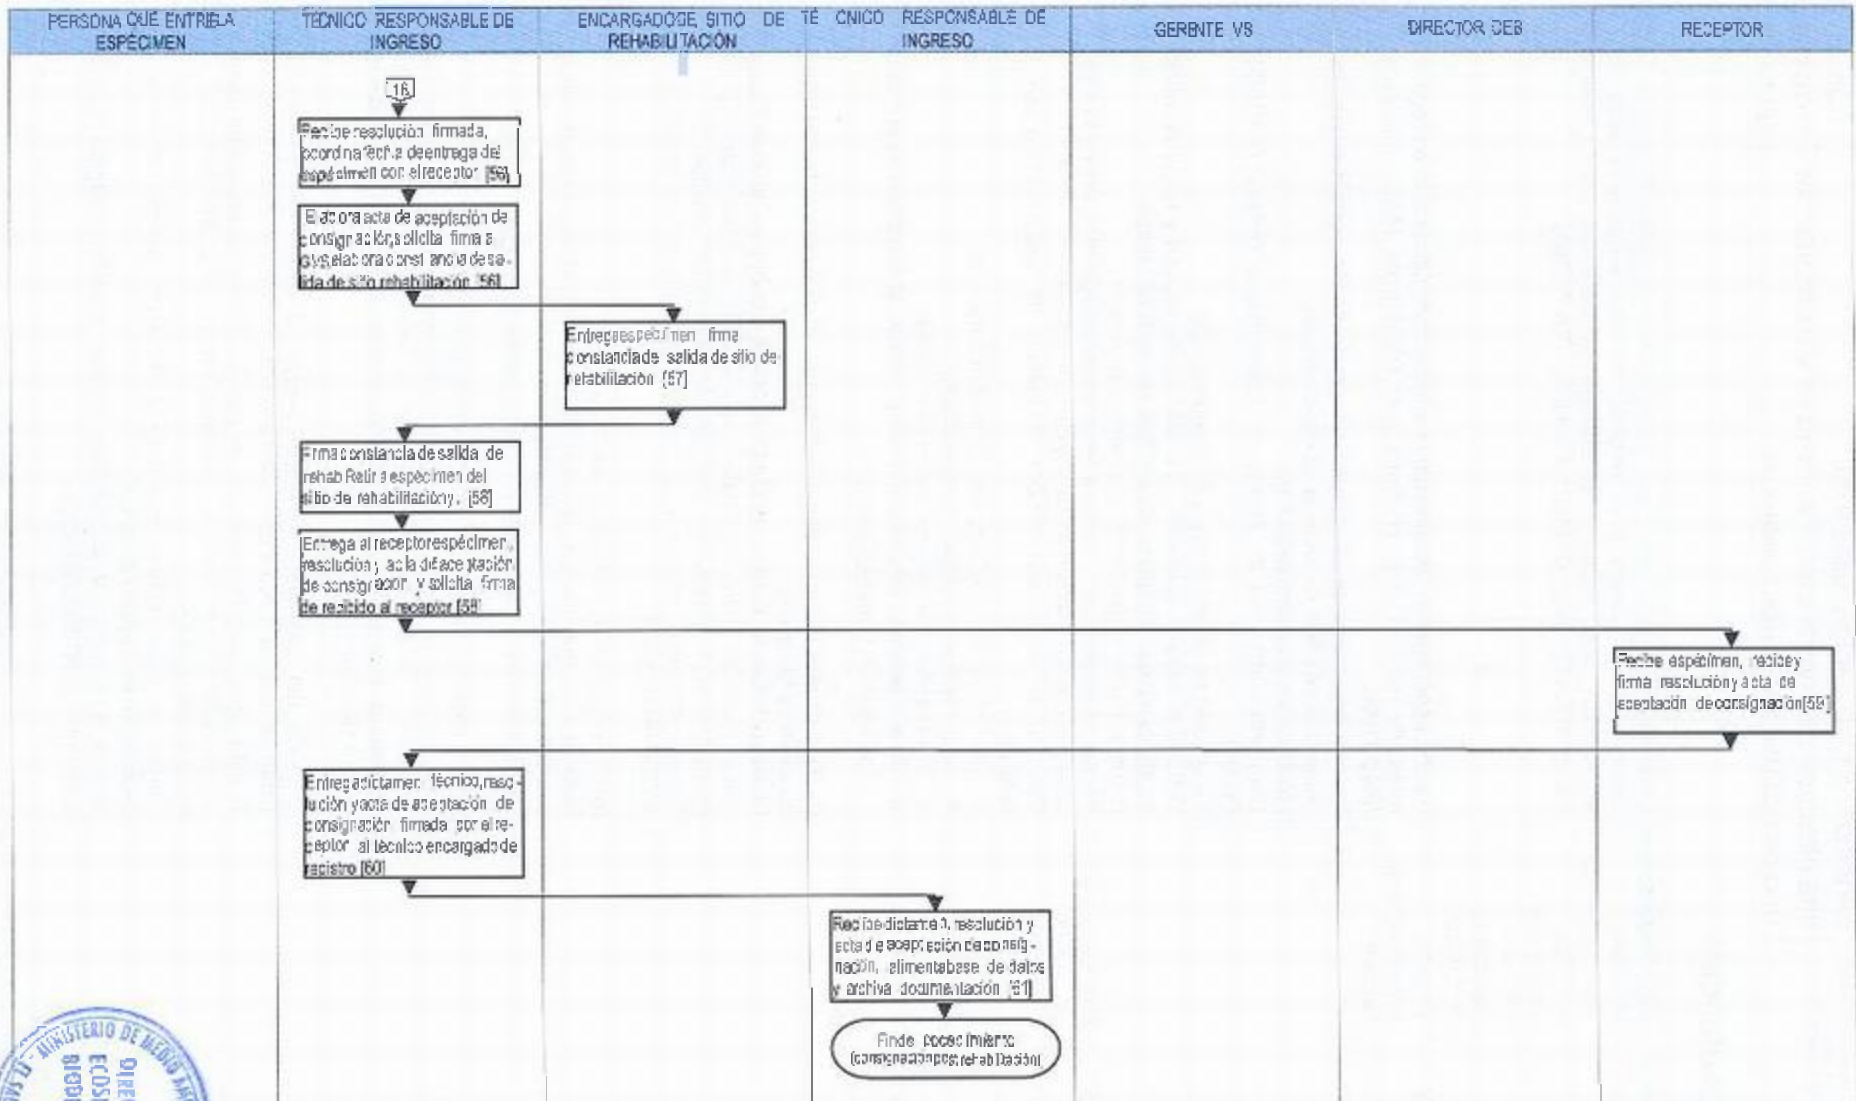 PERSONA QUE ENTREGA
ESPÉCIMEN
TÉCNICO RESPONSABLE DE
INGRESO
ENCARGADO DE SITIO DE
REHABILITACIÓN
TÉCNICO RESPONSABLE DE
INGRESO
GERENTE VS
DIRECTOR DEB
RECEPTOR
16
Recibe resolución firmada,
coordina fecha de entrega del
espécimen con el receptor [56]
Elabora acta de aceptación de
consignación, solicita firma a
elabora constancia de sa-
lida de sitio rehabilitación [56]
Entrega espécimen firma
constancia de salida de sitio de
rehabilitación [57]
Firma constancia de salida de
rehab Retira espécimen del
sitio de rehabilitación y. [58]
Entrega al receptor espécimen,
resolución y acta de aceptación
de consignación y solicita firma
de recibido al receptor [58]
Recibe espécimen, recibe y
firma resolución y acta de
aceptación de consignación [59]
Entrega dictamen técnico, reso-
lución y acta de aceptación de
consignación firmada por el re-
ceptor al técnico encargado de
registro [60]
Recibe dictamen, resolución y
acta de aceptación de consig-
nación, alimenta base de datos
y archiva documentación [61]
Fin de procedimiento
(consignación post rehabilitación)
MINISTERIO DE MEDIO